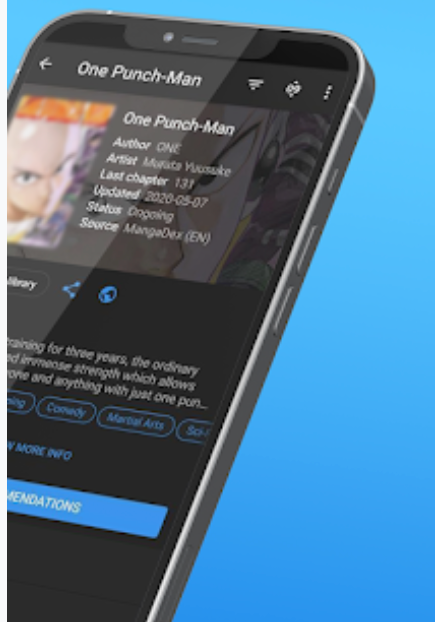 One Punch-Man
One Punch-Man
Author ONE
Artist Murata Yuusuke
Last chapter 131
Updated 2020-05-07
Status Ongoing
Source MangaDex (EN)
library
training for three years, the ordinary
ed immense strength which allows
yone and anything with just one pun...
ning
Comedy
Martial Arts
Sci-f
W MORE INFO
MENDATIONS